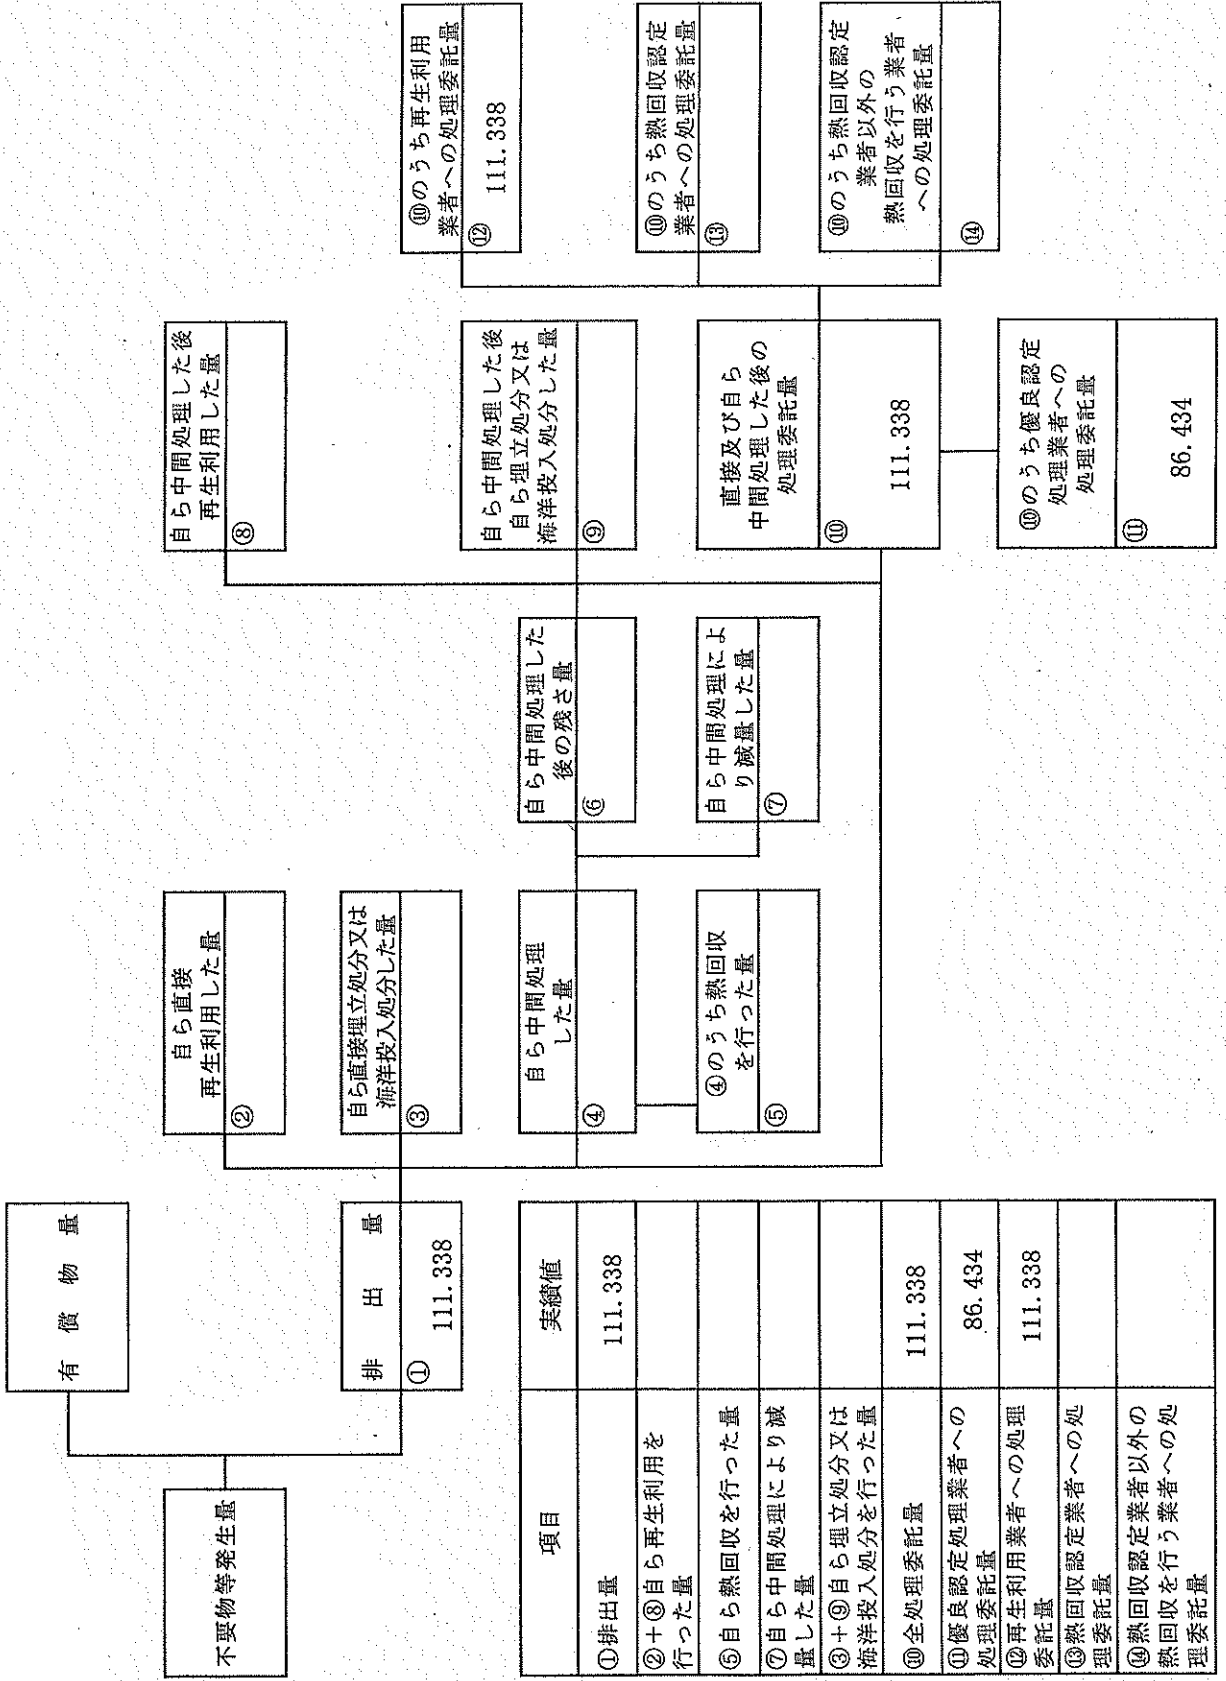 不要物等発生量
有償物量
排出量
①
111.338
自ら直接
再生利用した量
②
自ら直接埋立処分又は
海洋投入処分した量
③
自ら中間処理
した量
④
④のうち熱回収
を行った量
⑤
自ら中間処理した
後の残さ量
⑥
自ら中間処理によ
り減量した量
⑦
自ら中間処理した後
再生利用した量
⑧
自ら中間処理した後
自ら埋立処分又は
海洋投入処分した量
⑨
直接及び自ら
中間処理した後の
処理委託量
⑩
111.338
⑩のうち優良認定
処理業者への
処理委託量
⑪
86.434
⑩のうち再生利用
業者への処理委託量
⑫
111.338
⑩のうち熱回収認定
業者への処理委託量
⑬
⑩のうち熱回収認定
業者以外の
熱回収を行う業者
への処理委託量
⑭
項目 実績値
①排出量 111.338
②+⑧自ら再生利用を
行った量
⑤自ら熱回収を行った量
⑦自ら中間処理により減
量した量
③+⑨自ら埋立処分又は
海洋投入処分を行った量
⑩全処理委託量 111.338
⑪優良認定処理業者への
処理委託量 86.434
⑫再生利用業者への処理
委託量 111.338
⑬熱回収認定業者への処
理委託量
⑭熱回収認定業者以外の
熱回収を行う業者への処
理委託量